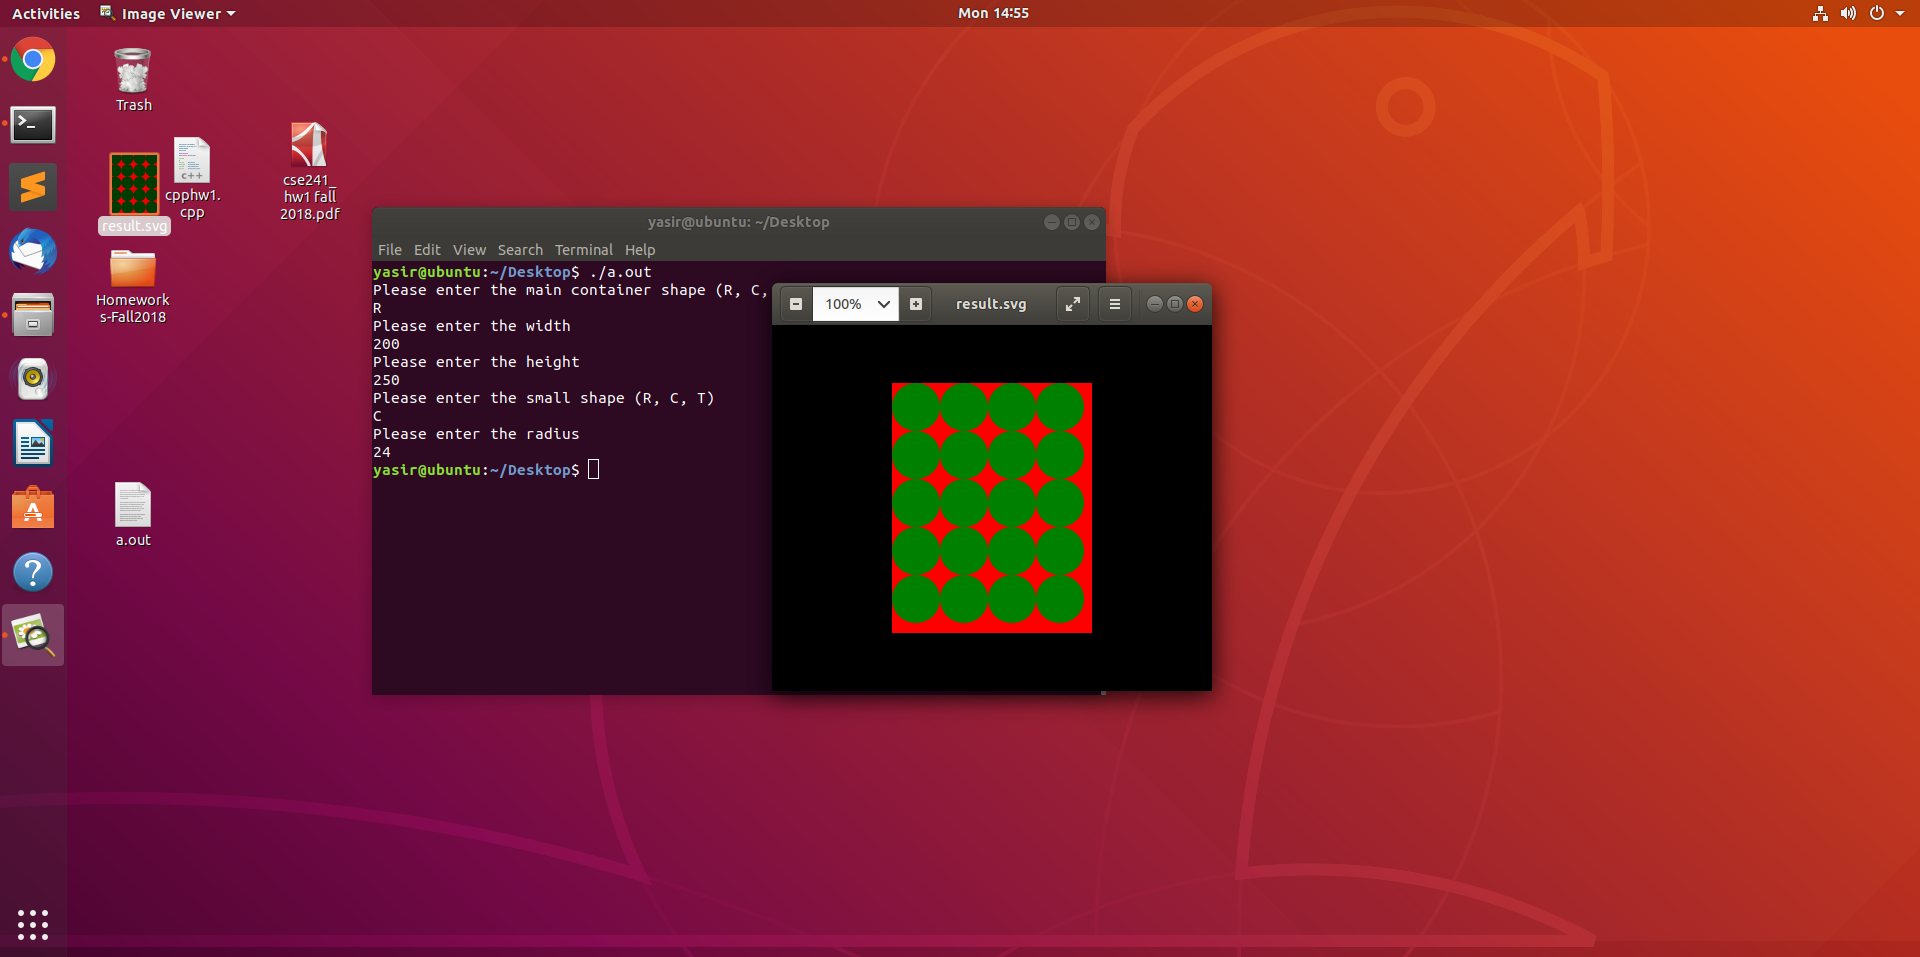 Activities
Image Viewer
Mon 14:55
Trash
result.svg
cpphw1.
cpp
cse241_
hw1 fall
2018.pdf
Homework
s-Fall2018
a.out
yasir@ubuntu: ~/Desktop
File Edit View Search Terminal Help
yasir@ubuntu:~/Desktop$ ./a.out
Please enter the main container shape (R, C,
R
Please enter the width
200
Please enter the height
250
Please enter the small shape (R, C, T)
C
Please enter the radius
24
yasir@ubuntu:~/Desktop$
100%
result.svg